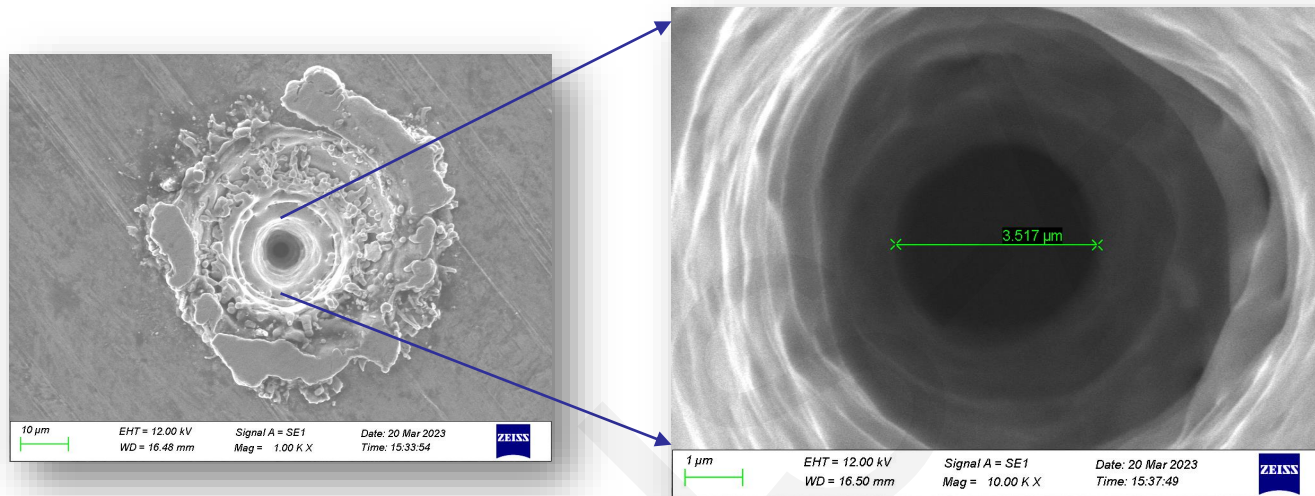 10 µm
EHT = 12.00 kV
WD = 16.48 mm
Signal A = SE1
Mag = 1.00 K X
Date: 20 Mar 2023
Time: 15:33:54
ZEISS
3.517 µm
1 µm
EHT = 12.00 kV
WD = 16.50 mm
Signal A = SE1
Mag = 10.00 K X
Date: 20 Mar 2023
Time: 15:37:49
ZEISS